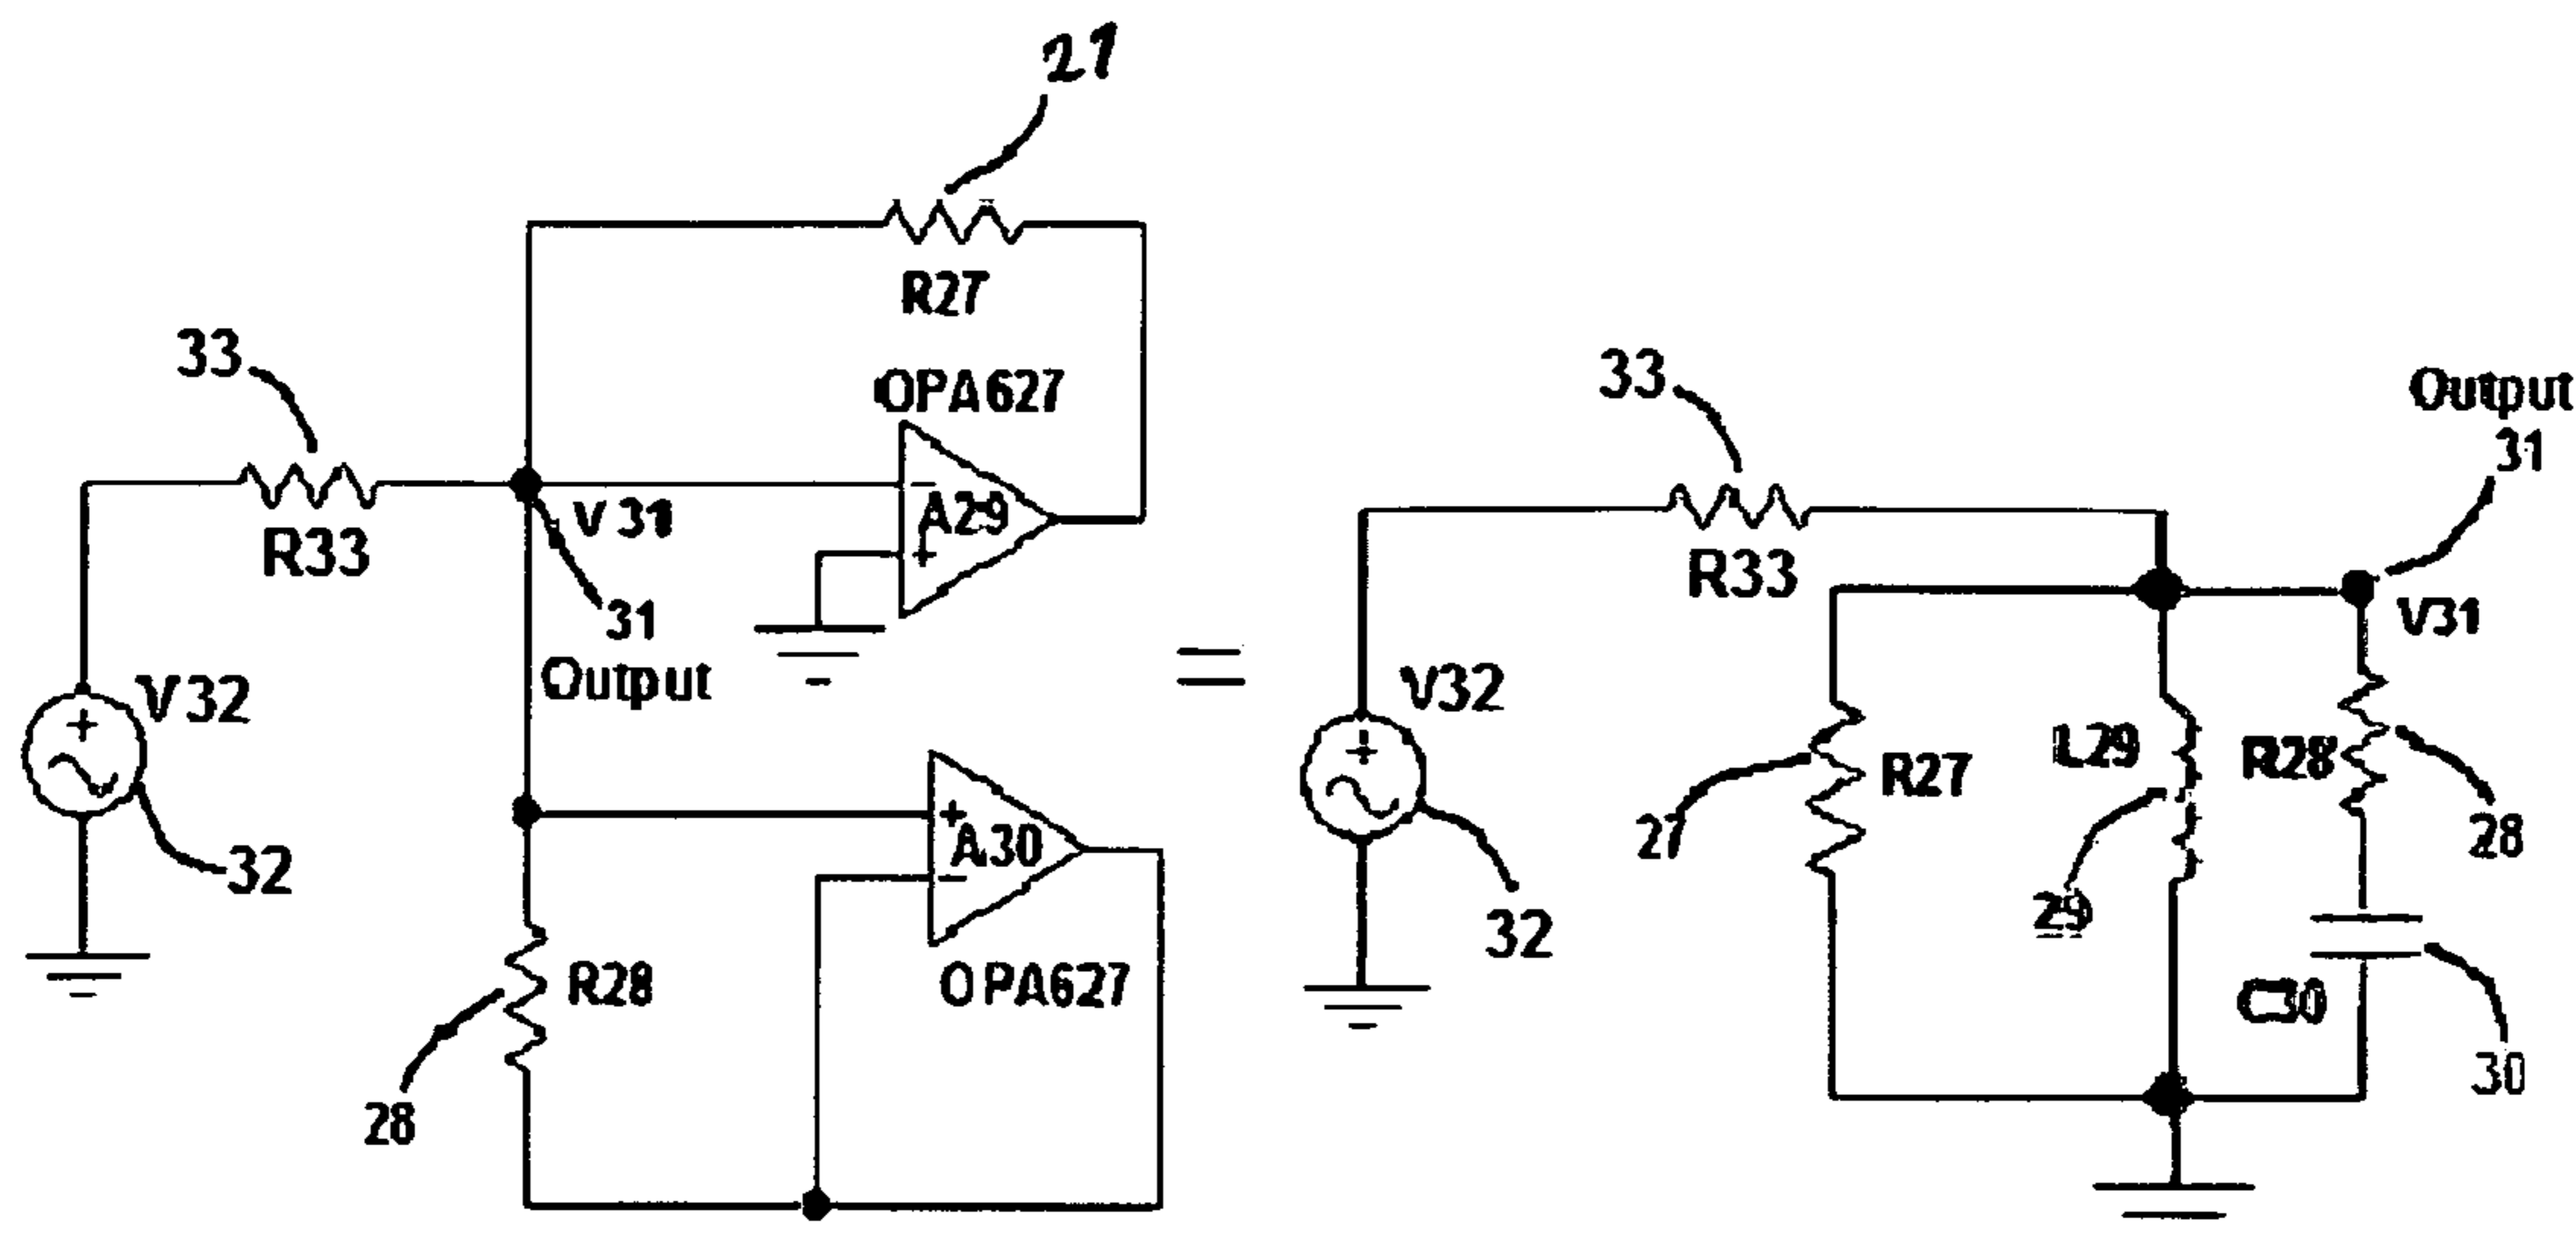 27
R27
OPA627
33
R33
V31
A29
-
+
31
Output
V32
+
32
+
A30
-
R28
OPA627
28
=
33
R33
Output
31
V31
V32
+
32
27
R27
L29
29
R28
28
C30
30